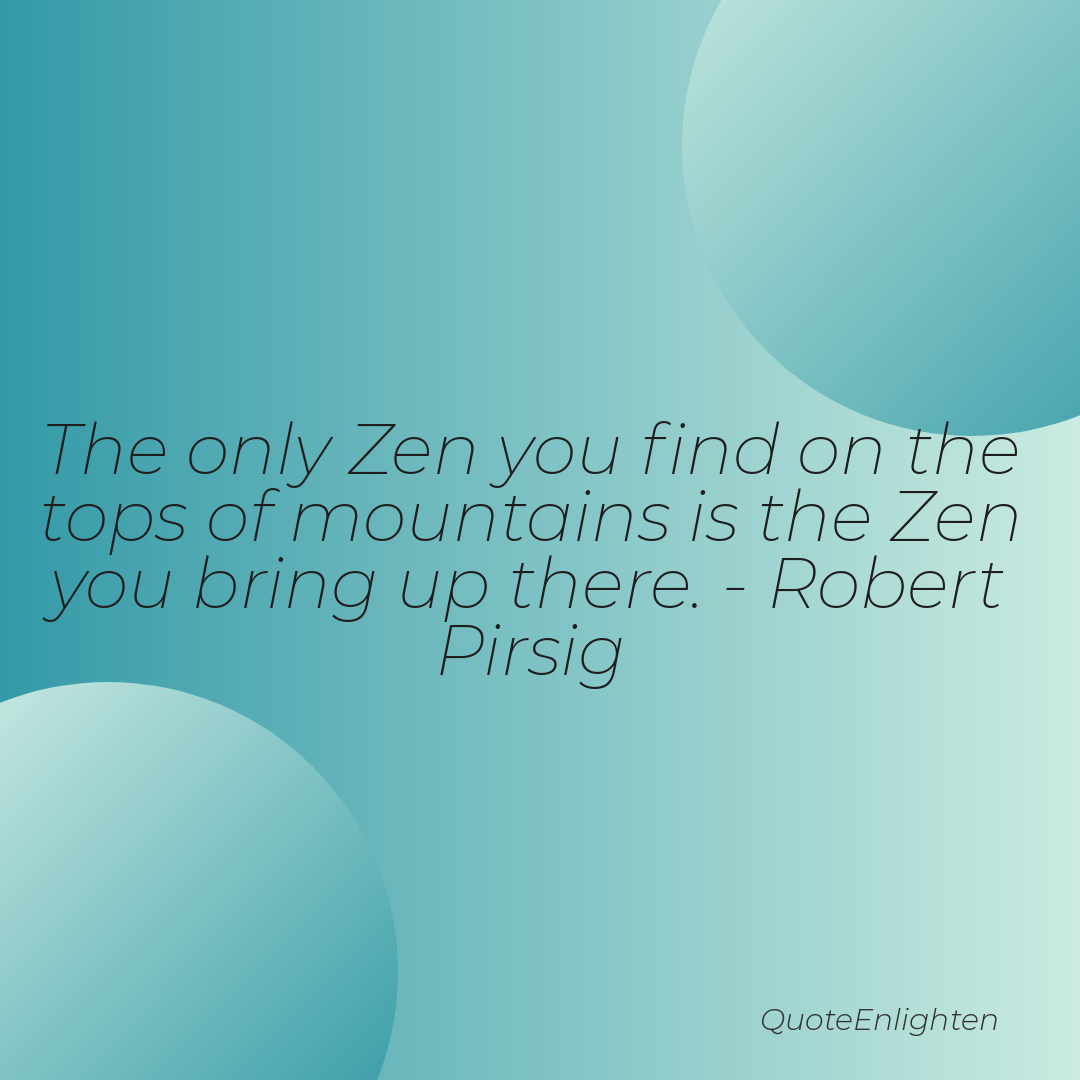 The only Zen you find on the
tops of mountains is the Zen
you bring up there. - Robert
Pirsig
QuoteEnlighten